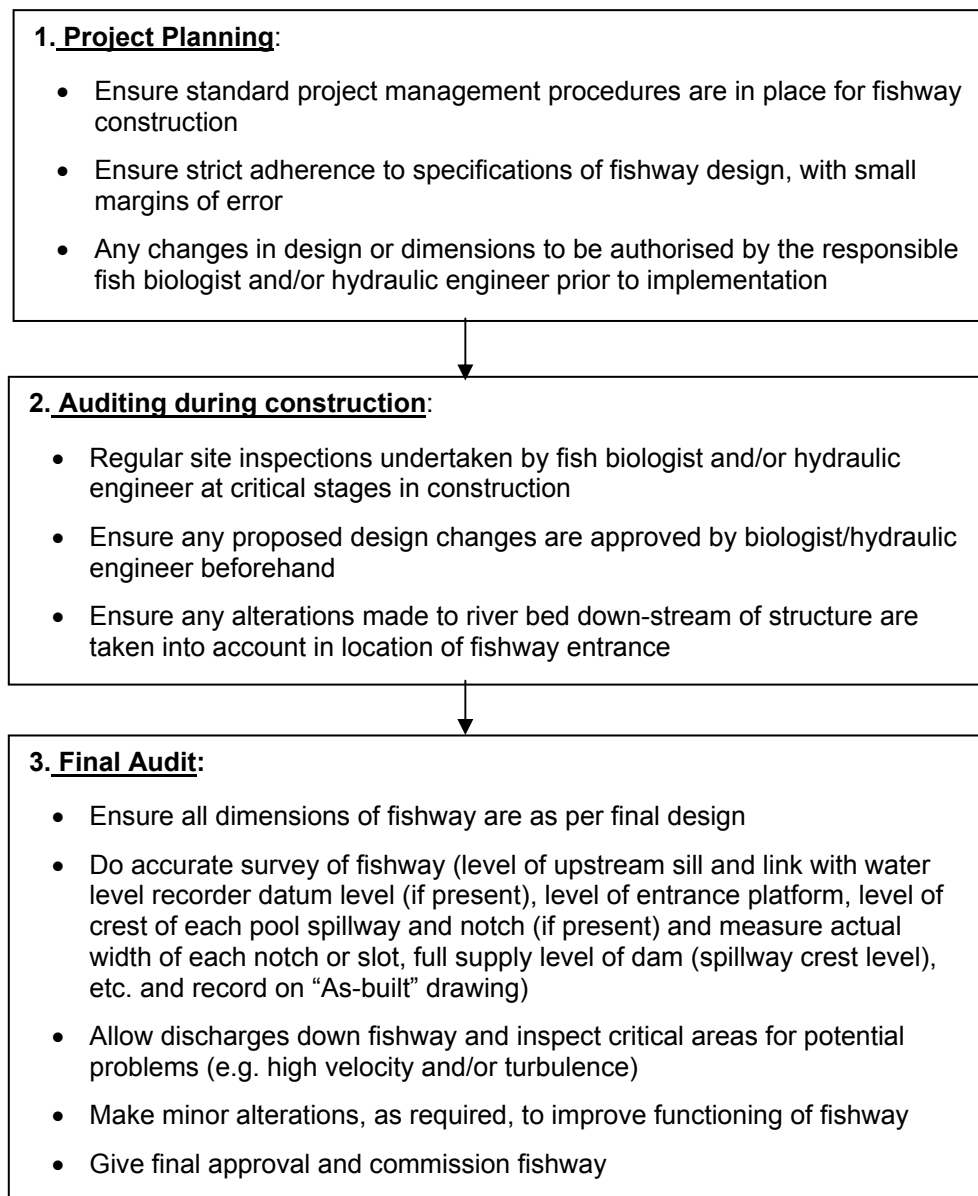 1. Project Planning:
• Ensure standard project management procedures are in place for fishway
construction
• Ensure strict adherence to specifications of fishway design, with small
margins of error
• Any changes in design or dimensions to be authorised by the responsible
fish biologist and/or hydraulic engineer prior to implementation
2. Auditing during construction:
• Regular site inspections undertaken by fish biologist and/or hydraulic
engineer at critical stages in construction
• Ensure any proposed design changes are approved by biologist/hydraulic
engineer beforehand
• Ensure any alterations made to river bed down-stream of structure are
taken into account in location of fishway entrance
3. Final Audit:
• Ensure all dimensions of fishway are as per final design
• Do accurate survey of fishway (level of upstream sill and link with water
level recorder datum level (if present), level of entrance platform, level of
crest of each pool spillway and notch (if present) and measure actual
width of each notch or slot, full supply level of dam (spillway crest level),
etc. and record on “As-built” drawing)
• Allow discharges down fishway and inspect critical areas for potential
problems (e.g. high velocity and/or turbulence)
• Make minor alterations, as required, to improve functioning of fishway
• Give final approval and commission fishway